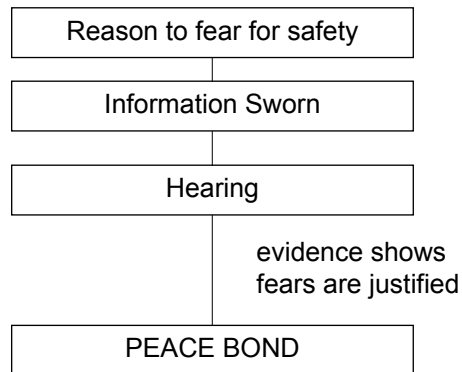 Reason to fear for safety
Information Sworn
Hearing
evidence shows
fears are justified
PEACE BOND